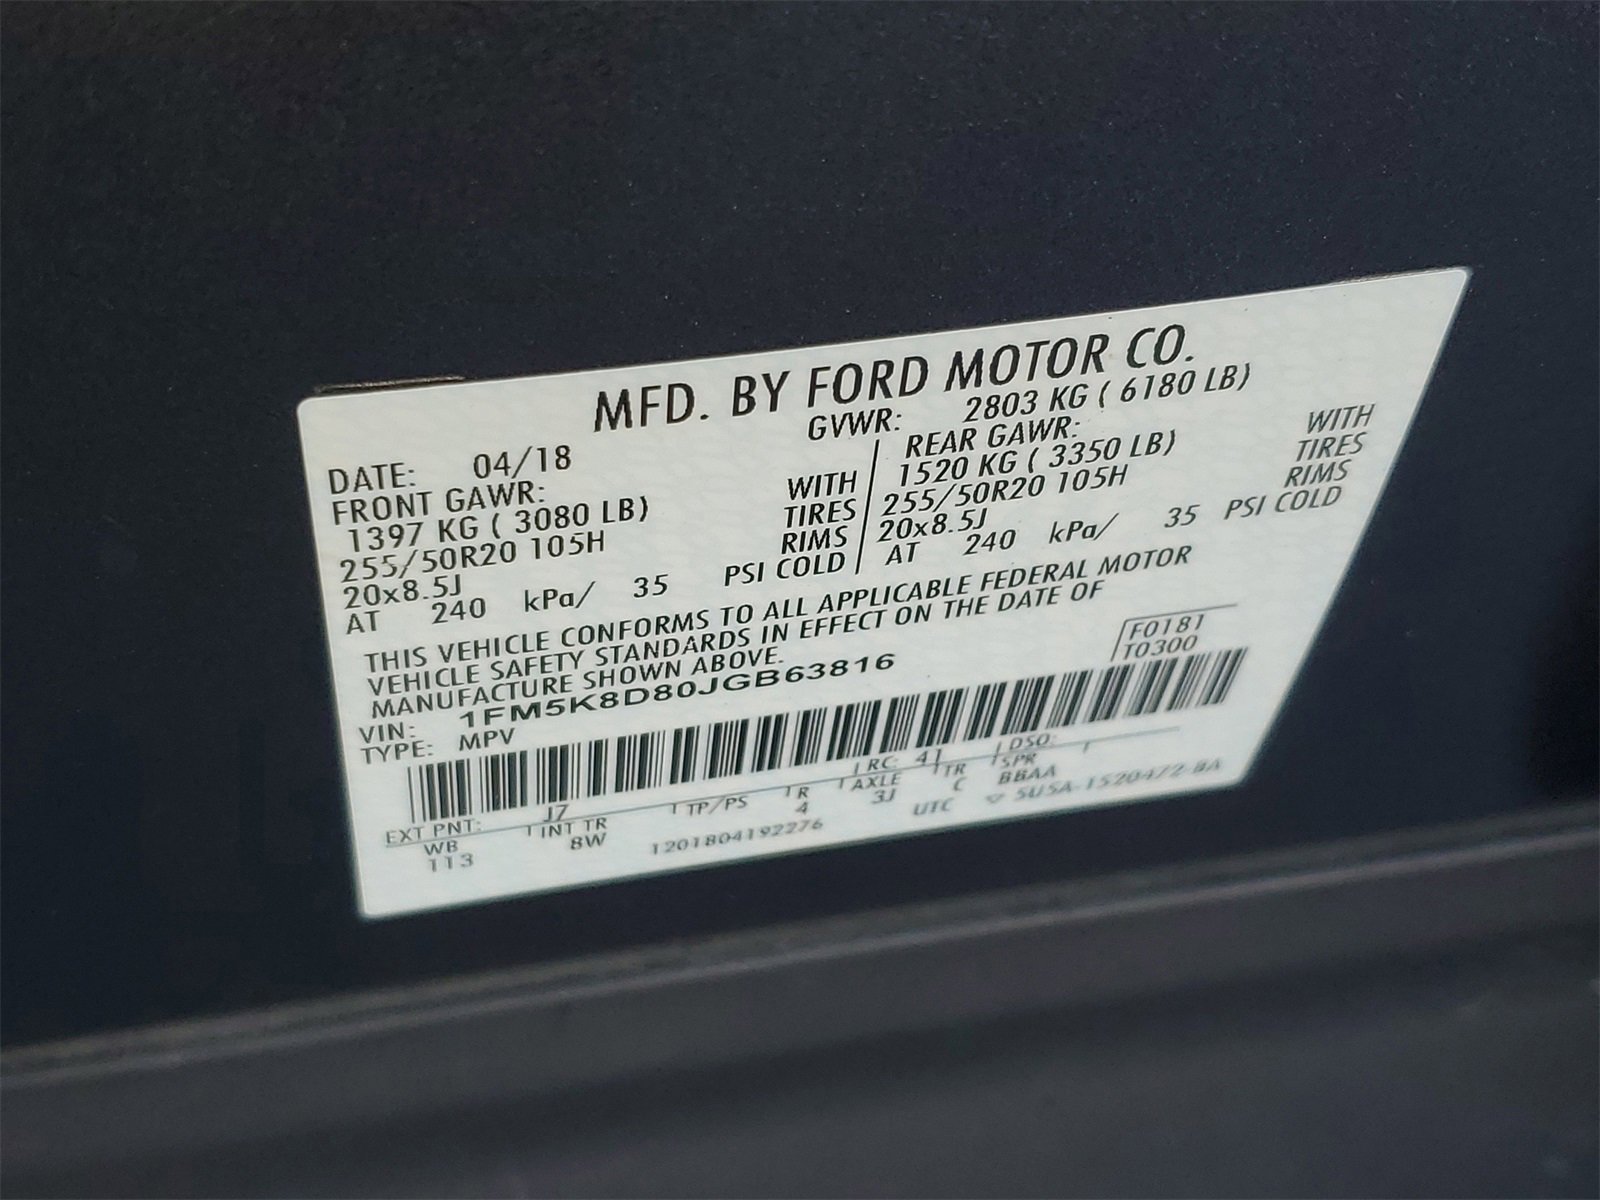 MFD. BY FORD MOTOR CO.
DATE: 04/18 GVWR: 2803 KG ( 6180 LB)
FRONT GAWR: REAR GAWR:
1397 KG ( 3080 LB) WITH 1520 KG ( 3350 LB) WITH
255/50R20 105H TIRES 255/50R20 105H TIRES
20x8.5J RIMS 20x8.5J RIMS
AT 240 kPa/ 35 PSI COLD AT 240 kPa/ 35 PSI COLD
THIS VEHICLE CONFORMS TO ALL APPLICABLE FEDERAL MOTOR
VEHICLE SAFETY STANDARDS IN EFFECT ON THE DATE OF
MANUFACTURE SHOWN ABOVE.
F0181
T0300
VIN: 1FM5K8D80JGB63816
TYPE: MPV
EXT PNT: J7 RC: 41 DSO:
WB INT TR TP/PS R AXLE TR SPR
113 8W 4 3J C BBAA
1201804192276 UTC ▽ 5U5A-1520472-BA